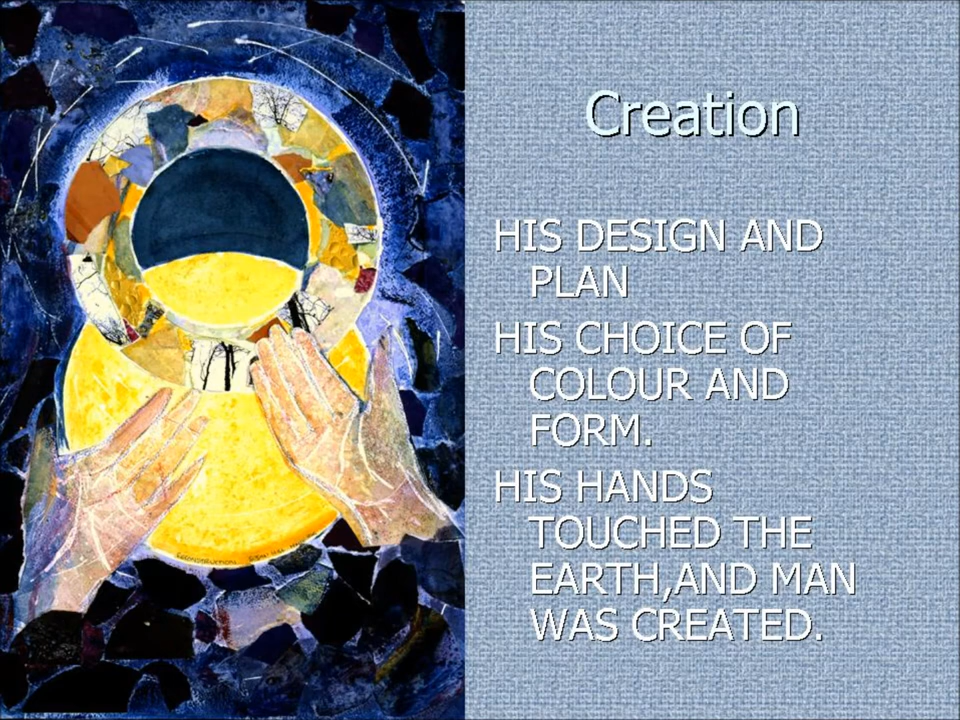 Creation
HIS DESIGN AND
PLAN
HIS CHOICE OF
COLOUR AND
FORM.
HIS HANDS
TOUCHED THE
EARTH,AND MAN
WAS CREATED.